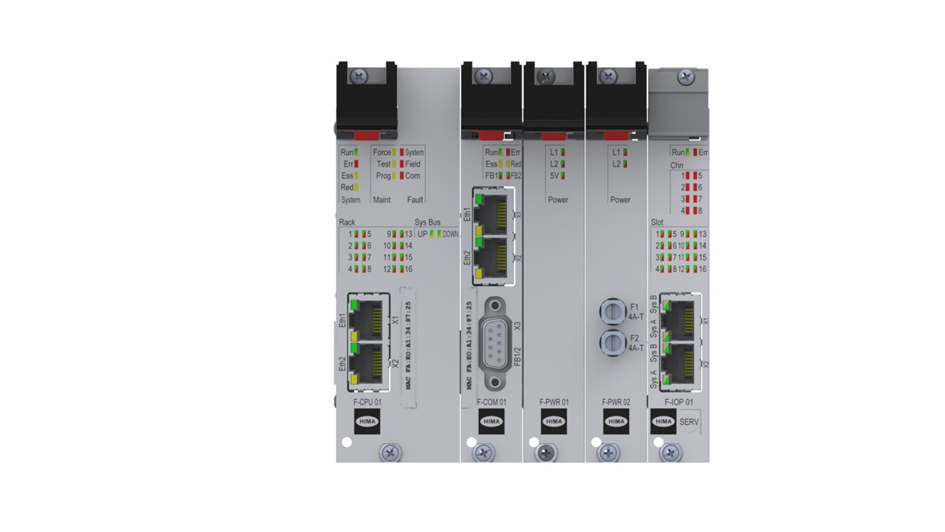 Run Force System
Err Test Field
Ess Prog Com
Red
System Maint Fault
Rack Sys Bus
UP DOWN
1 5 9 13
2 6 10 14
3 7 11 15
4 8 12 16
Eth1 X1
Eth2 X2
MAC FA:E0:A1:34:87:25
F-CPU 01
HIMA
Run Err
Ess Red
FB1 FB2
Eth1 X1
Eth2 X2
MAC FA:E0:A1:34:87:25
X3
FB1/2
F-COM 01
HIMA
L1
L2
5V
Power
F-PWR 01
HIMA
L1
L2
Power
F1
4A-T
F2
4A-T
F-PWR 02
HIMA
Run Err
Chn
1 5
2 6
3 7
4 8
Slot
1 5 9 13
2 6 10 14
3 7 11 15
4 8 12 16
Sys B
Sys A
X1
Sys B
Sys A
X2
F-IOP 01
HIMA SERV